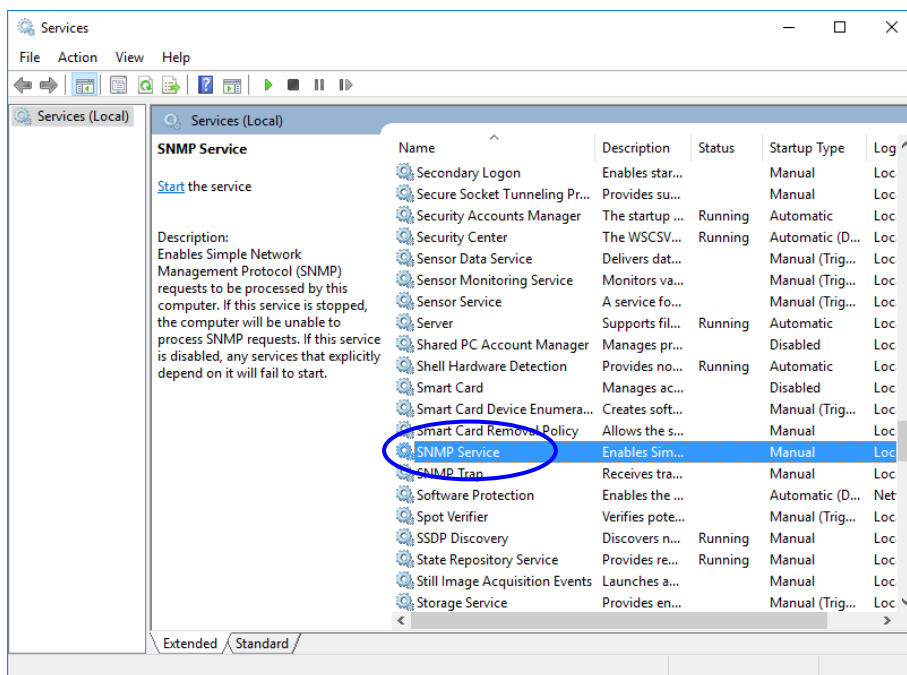 Services
File Action View Help
Services (Local)
Services (Local)
SNMP Service
Start the service
Description:
Enables Simple Network
Management Protocol (SNMP)
requests to be processed by this
computer. If this service is stopped,
the computer will be unable to
process SNMP requests. If this service
is disabled, any services that explicitly
depend on it will fail to start.
Name Description Status Startup Type Log
Secondary Logon Enables star... Manual Loc
Secure Socket Tunneling Pr... Provides su... Manual Loc
Security Accounts Manager The startup ... Running Automatic Loc
Security Center The WSCSV... Running Automatic (D... Loc
Sensor Data Service Delivers dat... Manual (Trig... Loc
Sensor Monitoring Service Monitors va... Manual (Trig... Loc
Sensor Service A service fo... Manual (Trig... Loc
Server Supports fil... Running Automatic Loc
Shared PC Account Manager Manages pr... Disabled Loc
Shell Hardware Detection Provides no... Running Automatic Loc
Smart Card Manages ac... Disabled Loc
Smart Card Device Enumera... Creates soft... Manual (Trig... Loc
Smart Card Removal Policy Allows the s... Manual Loc
SNMP Service Enables Sim... Manual Loc
SNMP Trap Receives tra... Manual Loc
Software Protection Enables the ... Automatic (D... Net
Spot Verifier Verifies pote... Manual (Trig... Loc
SSDP Discovery Discovers n... Running Manual Loc
State Repository Service Provides re... Running Manual Loc
Still Image Acquisition Events Launches a... Manual Loc
Storage Service Provides en... Manual (Trig... Loc
Extended Standard